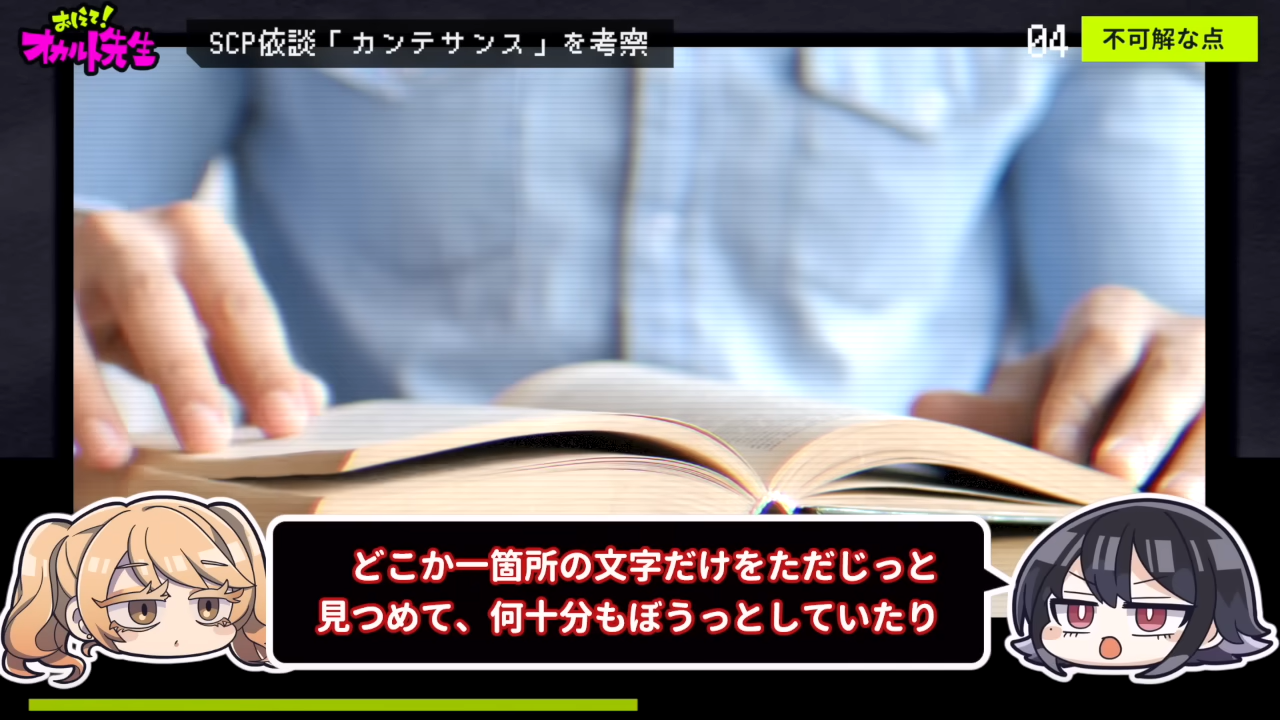 おしえて!
オカルト先生
SCP依談「カンテサンス」を考察
04 不可解な点
どこか一箇所の文字だけをただじっと
見つめて、何十分もぼうっとしていたり